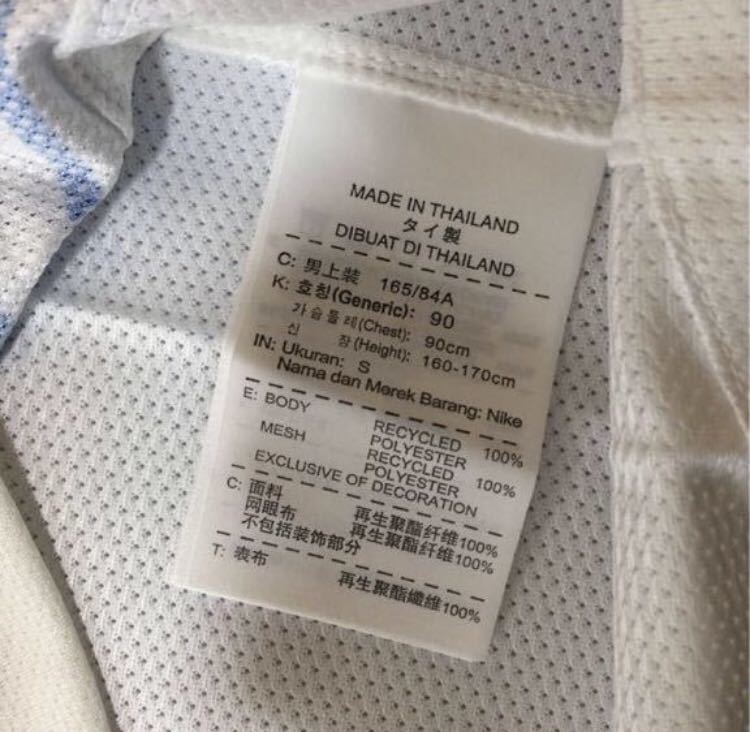 MADE IN THAILAND
タイ製
DIBUAT DI THAILAND
C: 男上装 165/84A
K: 호칭(Generic): 90
가슴둘레(Chest): 90cm
신 장(Height): 160-170cm
IN: Ukuran: S
Nama dan Merek Barang: Nike
E: BODY RECYCLED 100%
POLYESTER
MESH RECYCLED 100%
POLYESTER
EXCLUSIVE OF DECORATION
C: 面料 再生聚酯纤维100%
网眼布 再生聚酯纤维100%
不包括装饰部分
T: 表布 再生聚酯纖維100%